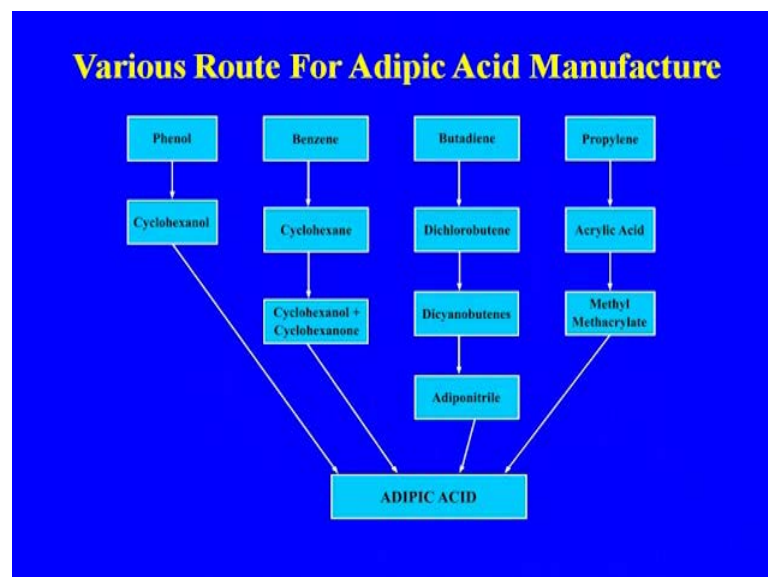 Various Route For Adipic Acid Manufacture
Phenol
Benzene
Butadiene
Propylene
Cyclohexanol
Cyclohexane
Dichlorobutene
Acrylic Acid
Cyclohexanol +
Cyclohexanone
Dicyanobutenes
Methyl
Methacrylate
Adiponitrile
ADIPIC ACID